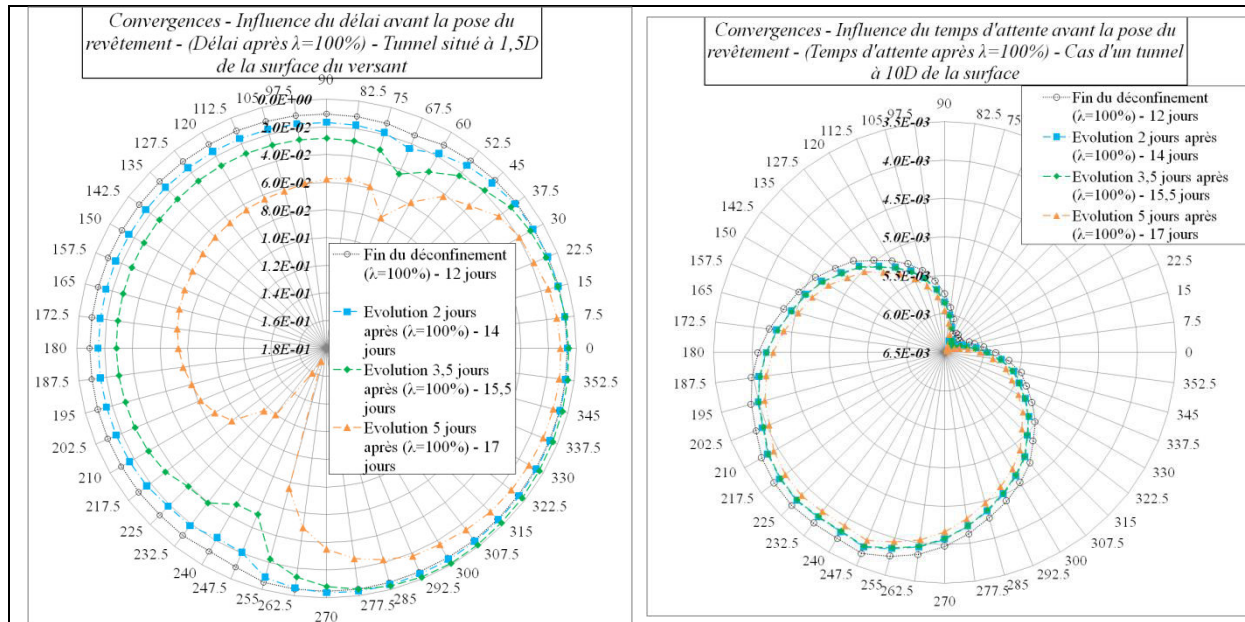 Convergences - Influence du délai avant la pose du
revêtement - (Délai après λ=100%) - Tunnel situé à 1,5D
de la surface du versant
90
97.5
82.5
105
75
112.5
67.5
120
60
127.5
52.5
135
45
142.5
37.5
150
30
157.5
22.5
165
15
172.5
7.5
180
0
187.5
352.5
195
345
202.5
337.5
210
330
217.5
322.5
225
315
232.5
307.5
240
300
247.5
292.5
255
285
262.5
277.5
270
0.0E+00
2.0E-02
4.0E-02
6.0E-02
8.0E-02
1.0E-01
1.2E-01
1.4E-01
1.6E-01
1.8E-01
Fin du déconfinement
(λ=100%) - 12 jours
Evolution 2 jours
après (λ=100%) - 14
jours
Evolution 3,5 jours
après (λ=100%) - 15,5
jours
Evolution 5 jours
après (λ=100%) - 17
jours
Convergences - Influence du temps d'attente avant la pose du
revêtement - (Temps d'attente après λ=100%) - Cas d'un tunnel
à 10D de la surface
90
97.5
82.5
105
75
112.5
120
127.5
135
142.5
150
157.5
22.5
165
15
172.5
7.5
180
0
187.5
352.5
195
345
202.5
337.5
210
330
217.5
322.5
225
315
232.5
307.5
240
300
247.5
292.5
255
285
262.5
277.5
270
3.5E-03
4.0E-03
4.5E-03
5.0E-03
5.5E-03
6.0E-03
6.5E-03
Fin du déconfinement
(λ=100%) - 12 jours
Evolution 2 jours après
(λ=100%) - 14 jours
Evolution 3,5 jours après
(λ=100%) - 15,5 jours
Evolution 5 jours après
(λ=100%) - 17 jours